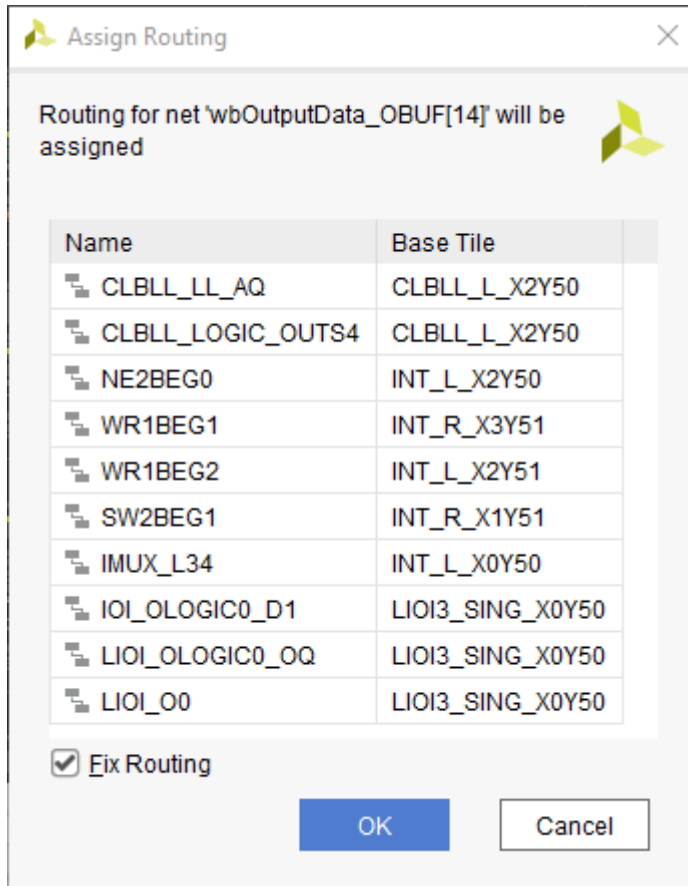 Assign Routing
Routing for net 'wbOutputData_OBUF[14]' will be
assigned
Name Base Tile
CLBLL_LL_AQ CLBLL_L_X2Y50
CLBLL_LOGIC_OUTS4 CLBLL_L_X2Y50
NE2BEG0 INT_L_X2Y50
WR1BEG1 INT_R_X3Y51
WR1BEG2 INT_L_X2Y51
SW2BEG1 INT_R_X1Y51
IMUX_L34 INT_L_X0Y50
IOI_OLOGIC0_D1 LIOI3_SING_X0Y50
LIOI_OLOGIC0_OQ LIOI3_SING_X0Y50
LIOI_O0 LIOI3_SING_X0Y50
Fix Routing
OK Cancel